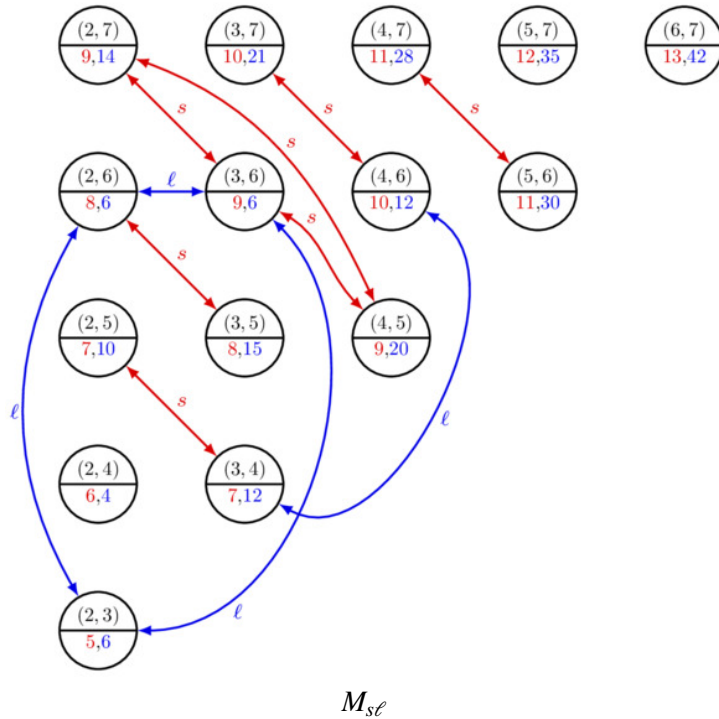 (2, 7) (3, 7) (4, 7) (5, 7) (6, 7)
9,14 10,21 11,28 12,35 13,42
s s s
s
(2, 6) ℓ (3, 6) (4, 6) (5, 6)
8,6 9,6 10,12 11,30
s
s
(2, 5) (3, 5) (4, 5)
7,10 8,15 9,20
s
ℓ ℓ
(2, 4) (3, 4)
6,4 7,12
(2, 3) ℓ
5,6
M_{sℓ}